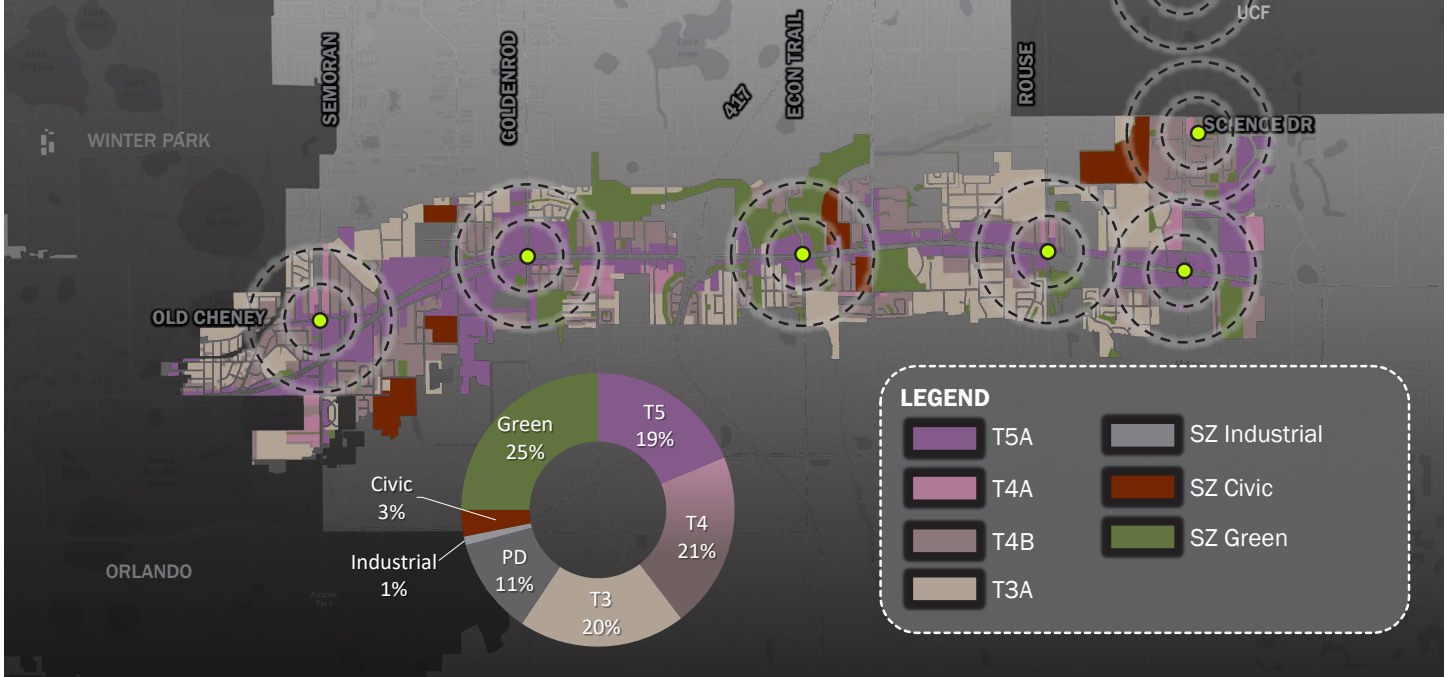 UCF
SEMORAN
GOLDENROD
417
ECON TRAIL
ROUSE
SCIENCE DR
WINTER PARK
OLD CHENEY
ORLANDO
Green
25%
T5
19%
Civic
3%
T4
21%
Industrial
1%
PD
11%
T3
20%
LEGEND
T5A
T4A
T4B
T3A
SZ Industrial
SZ Civic
SZ Green